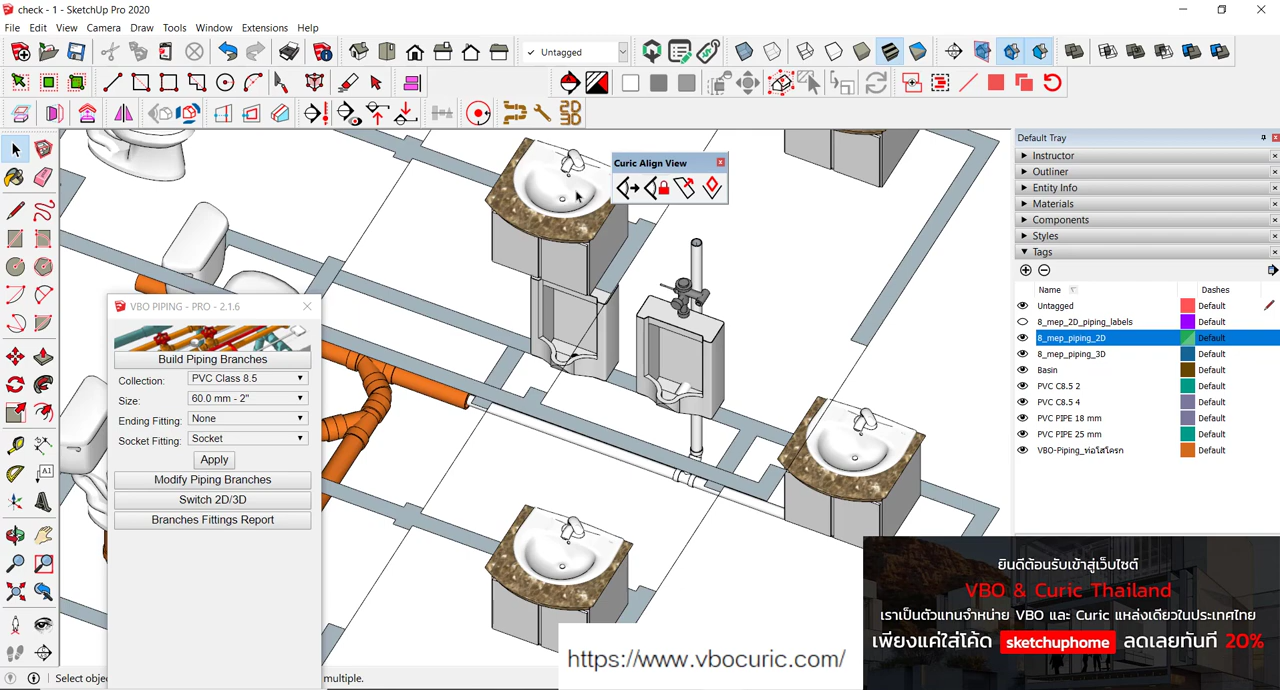 check - 1 - SketchUp Pro 2020
File Edit View Camera Draw Tools Window Extensions Help
Untagged
2D
3D
Curic Align View
Default Tray
Instructor
Outliner
Entity Info
Materials
Components
Styles
Tags
Name Dashes
Untagged Default
8_mep_2D_piping_labels Default
8_mep_piping_2D Default
8_mep_piping_3D Default
Basin Default
PVC C8.5 2 Default
PVC C8.5 4 Default
PVC PIPE 18 mm Default
PVC PIPE 25 mm Default
VBO-Piping_ท่อโสโครก Default
VBO PIPING - PRO - 2.1.6
Build Piping Branches
Collection: PVC Class 8.5
Size: 60.0 mm - 2"
Ending Fitting: None
Socket Fitting: Socket
Apply
Modify Piping Branches
Switch 2D/3D
Branches Fittings Report
A1
ยินดีต้อนรับเข้าสู่เว็บไซต์
VBO & Curic Thailand
เราเป็นตัวแทนจำหน่าย VBO และ Curic แหล่งเดียวในประเทศไทย
เพียงแค่ใส่โค้ด sketchuphome ลดเลยทันที 20%
https://www.vbocuric.com/
Select objec
multiple.